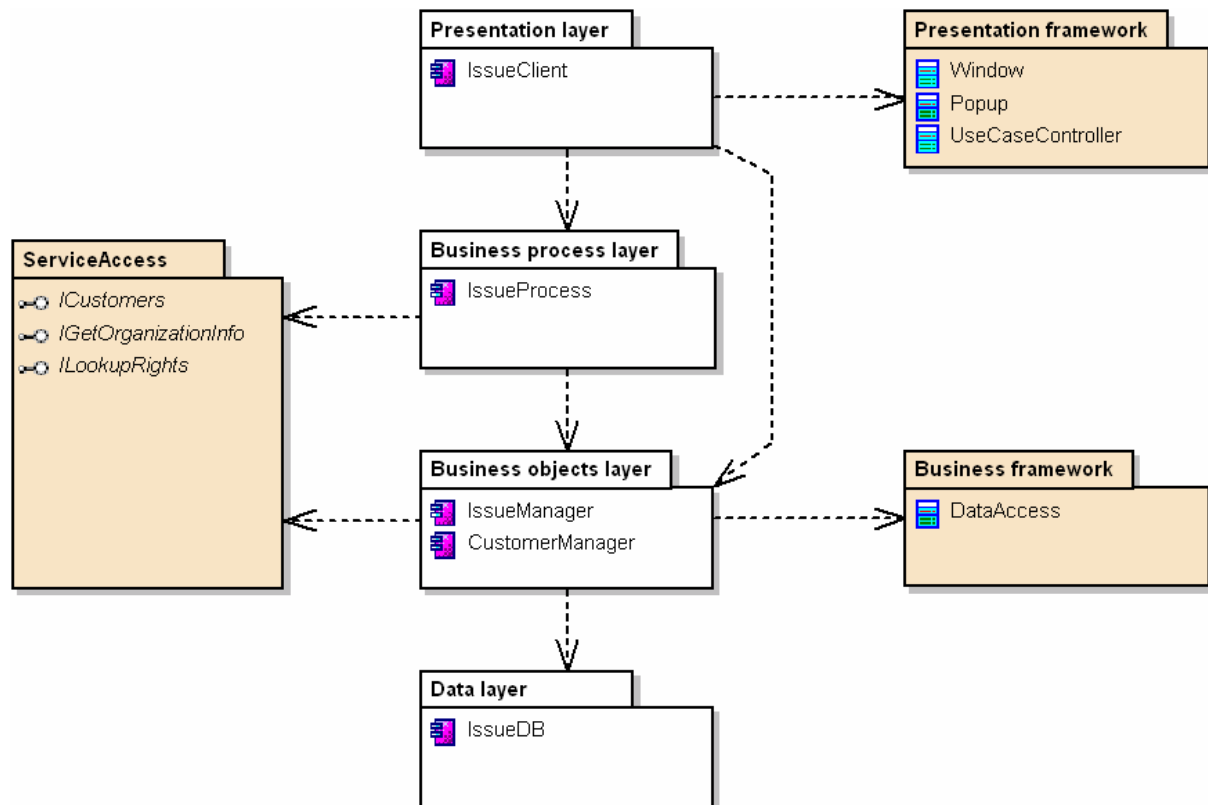 Presentation layer
IssueClient
Presentation framework
Window
Popup
UseCaseController
ServiceAccess
ICustomers
IGetOrganizationInfo
ILookupRights
Business process layer
IssueProcess
Business objects layer
IssueManager
CustomerManager
Business framework
DataAccess
Data layer
IssueDB